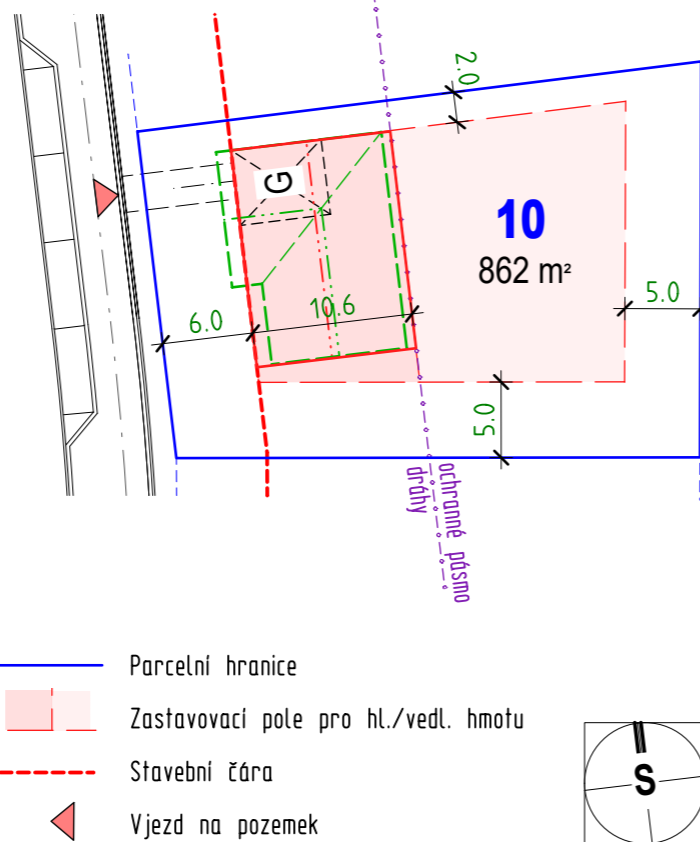 2.0
G
10
862 m²
6.0
10.6
5.0
5.0
ochranné pásmo
dráhy
Parcelní hranice
Zastavovací pole pro hl./vedl. hmotu
Stavební čára
Vjezd na pozemek
S